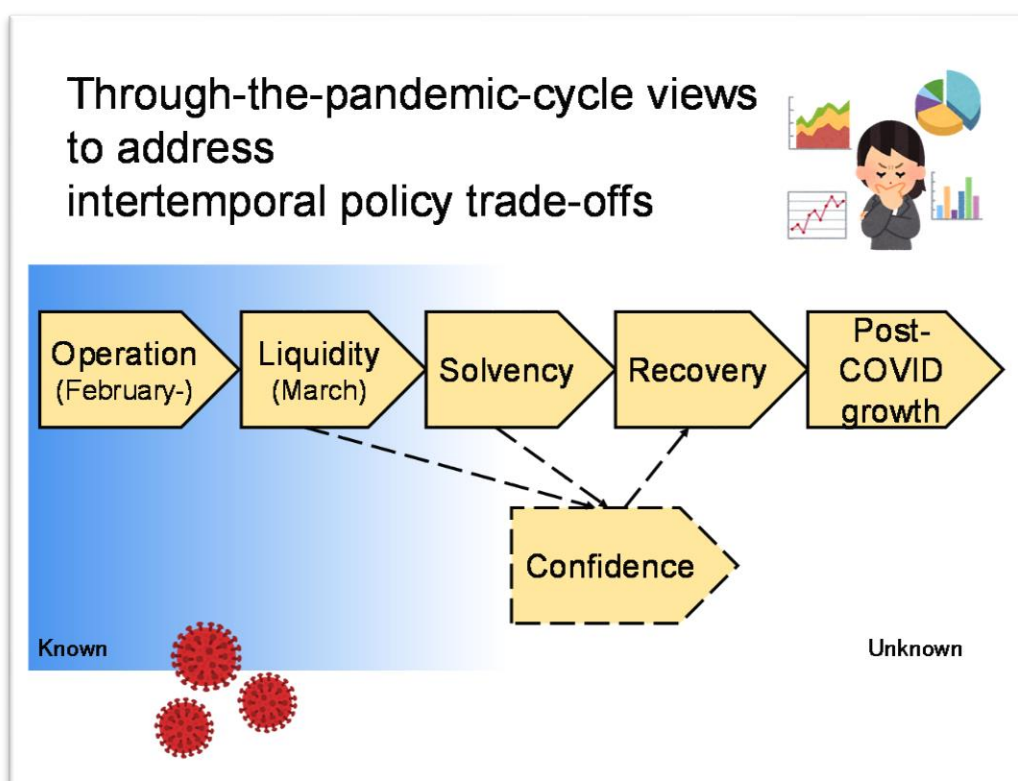 Through-the-pandemic-cycle views
to address
intertemporal policy trade-offs
Operation
(February-)
Liquidity
(March)
Solvency
Recovery
Post-
COVID
growth
Confidence
Known
Unknown